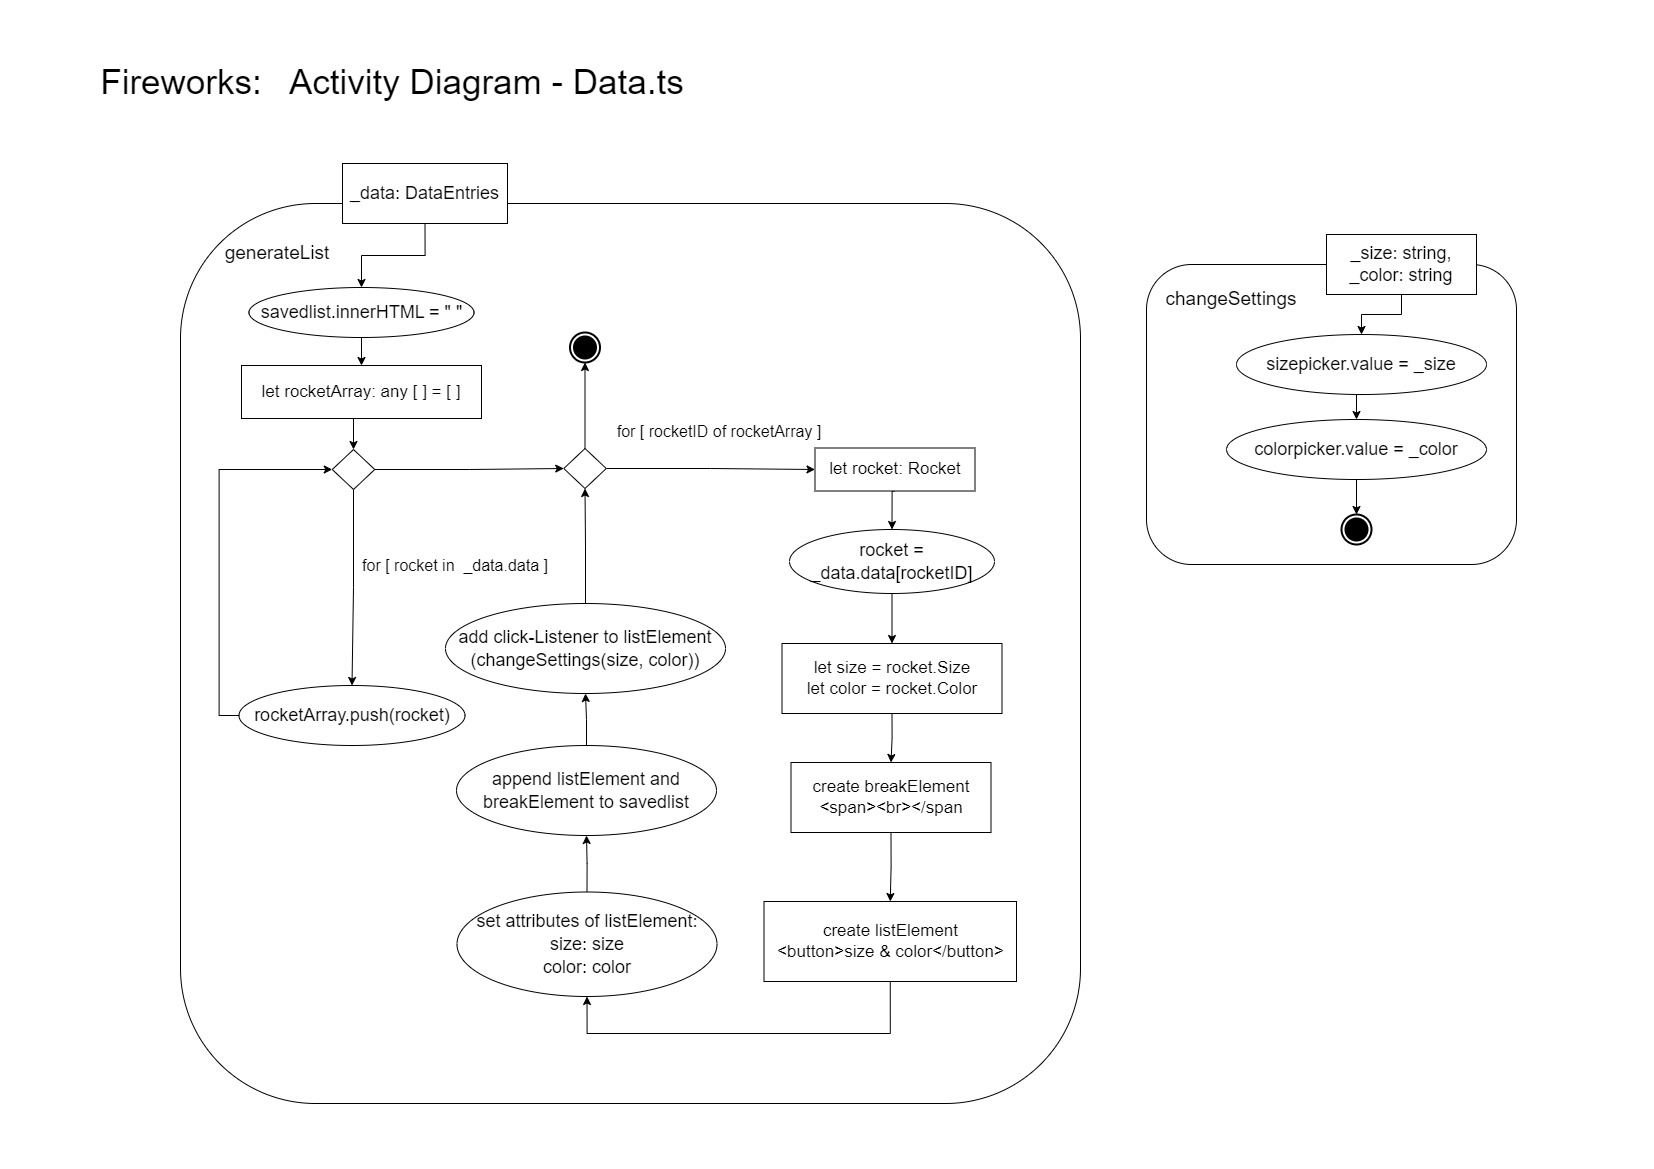 Fireworks:   Activity Diagram - Data.ts
_data: DataEntries
generateList
savedlist.innerHTML = " "
let rocketArray: any [ ] = [ ]
for [ rocket in  _data.data ]
rocketArray.push(rocket)
for [ rocketID of rocketArray ]
let rocket: Rocket
rocket =
_data.data[rocketID]
let size = rocket.Size
let color = rocket.Color
create breakElement
<span><br></span
create listElement
<button>size & color</button>
set attributes of listElement:
size: size
color: color
append listElement and
breakElement to savedlist
add click-Listener to listElement
(changeSettings(size, color))
_size: string,
_color: string
changeSettings
sizepicker.value = _size
colorpicker.value = _color